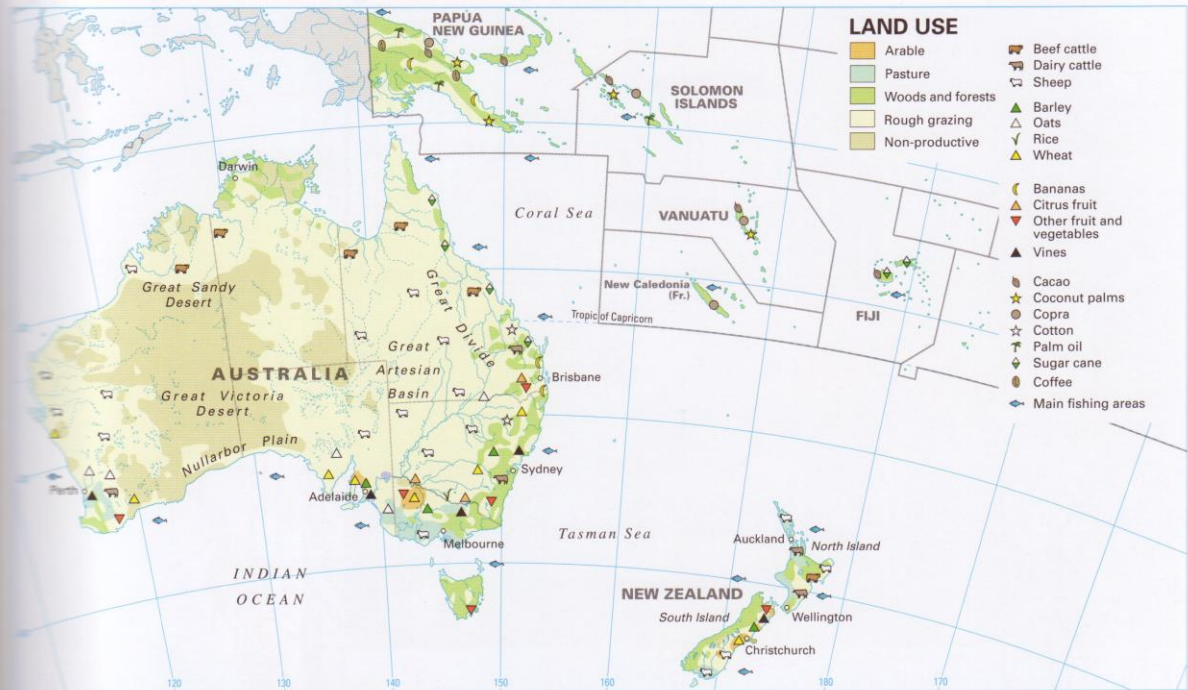 PAPUA
NEW GUINEA
SOLOMON
ISLANDS
Darwin
Coral Sea
VANUATU
Great Sandy
Desert
Great Divide
New Caledonia
(Fr.)
Tropic of Capricorn
FIJI
Great
Artesian
Basin
AUSTRALIA
Great Victoria
Desert
Brisbane
Nullarbor Plain
Perth
Adelaide
Sydney
Melbourne
Tasman Sea
Auckland
North Island
INDIAN
OCEAN
NEW ZEALAND
South Island
Wellington
Christchurch
120
130
140
150
160
170
180
170
LAND USE
Arable
Pasture
Woods and forests
Rough grazing
Non-productive
Beef cattle
Dairy cattle
Sheep
Barley
Oats
Rice
Wheat
Bananas
Citrus fruit
Other fruit and
vegetables
Vines
Cacao
Coconut palms
Copra
Cotton
Palm oil
Sugar cane
Coffee
Main fishing areas